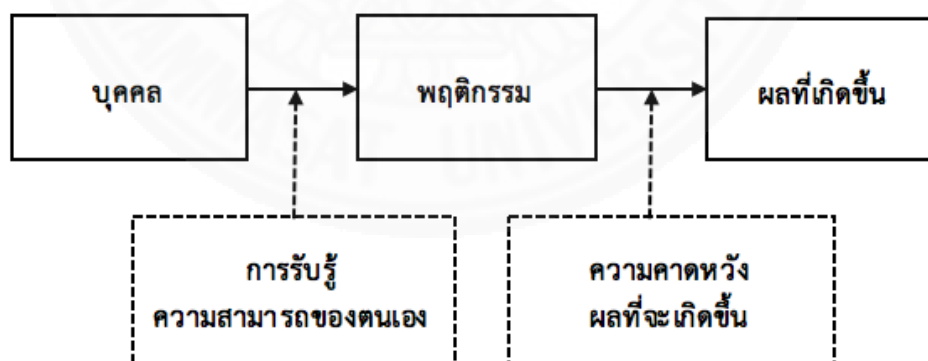 บุคคล
พฤติกรรม
ผลที่เกิดขึ้น
การรับรู้
ความสามารถของตนเอง
ความคาดหวัง
ผลที่จะเกิดขึ้น